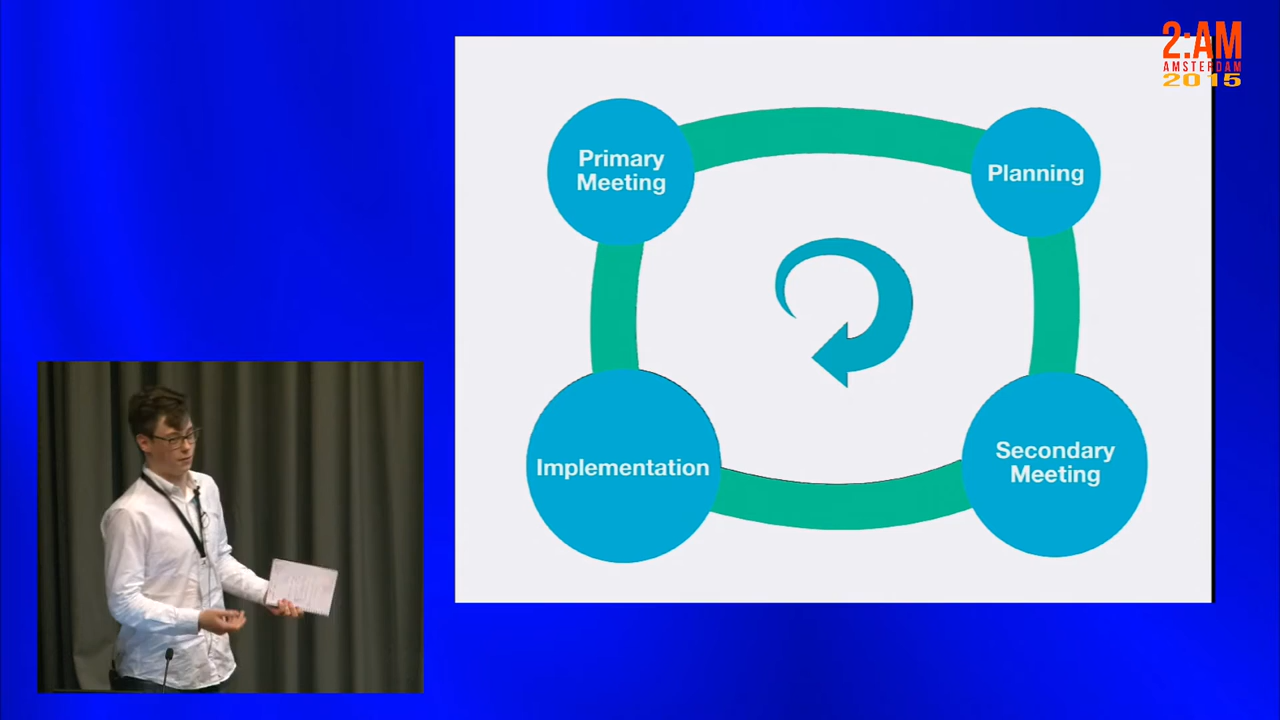 2:AM
AMSTERDAM
2015
Primary
Meeting
Planning
Implementation
Secondary
Meeting